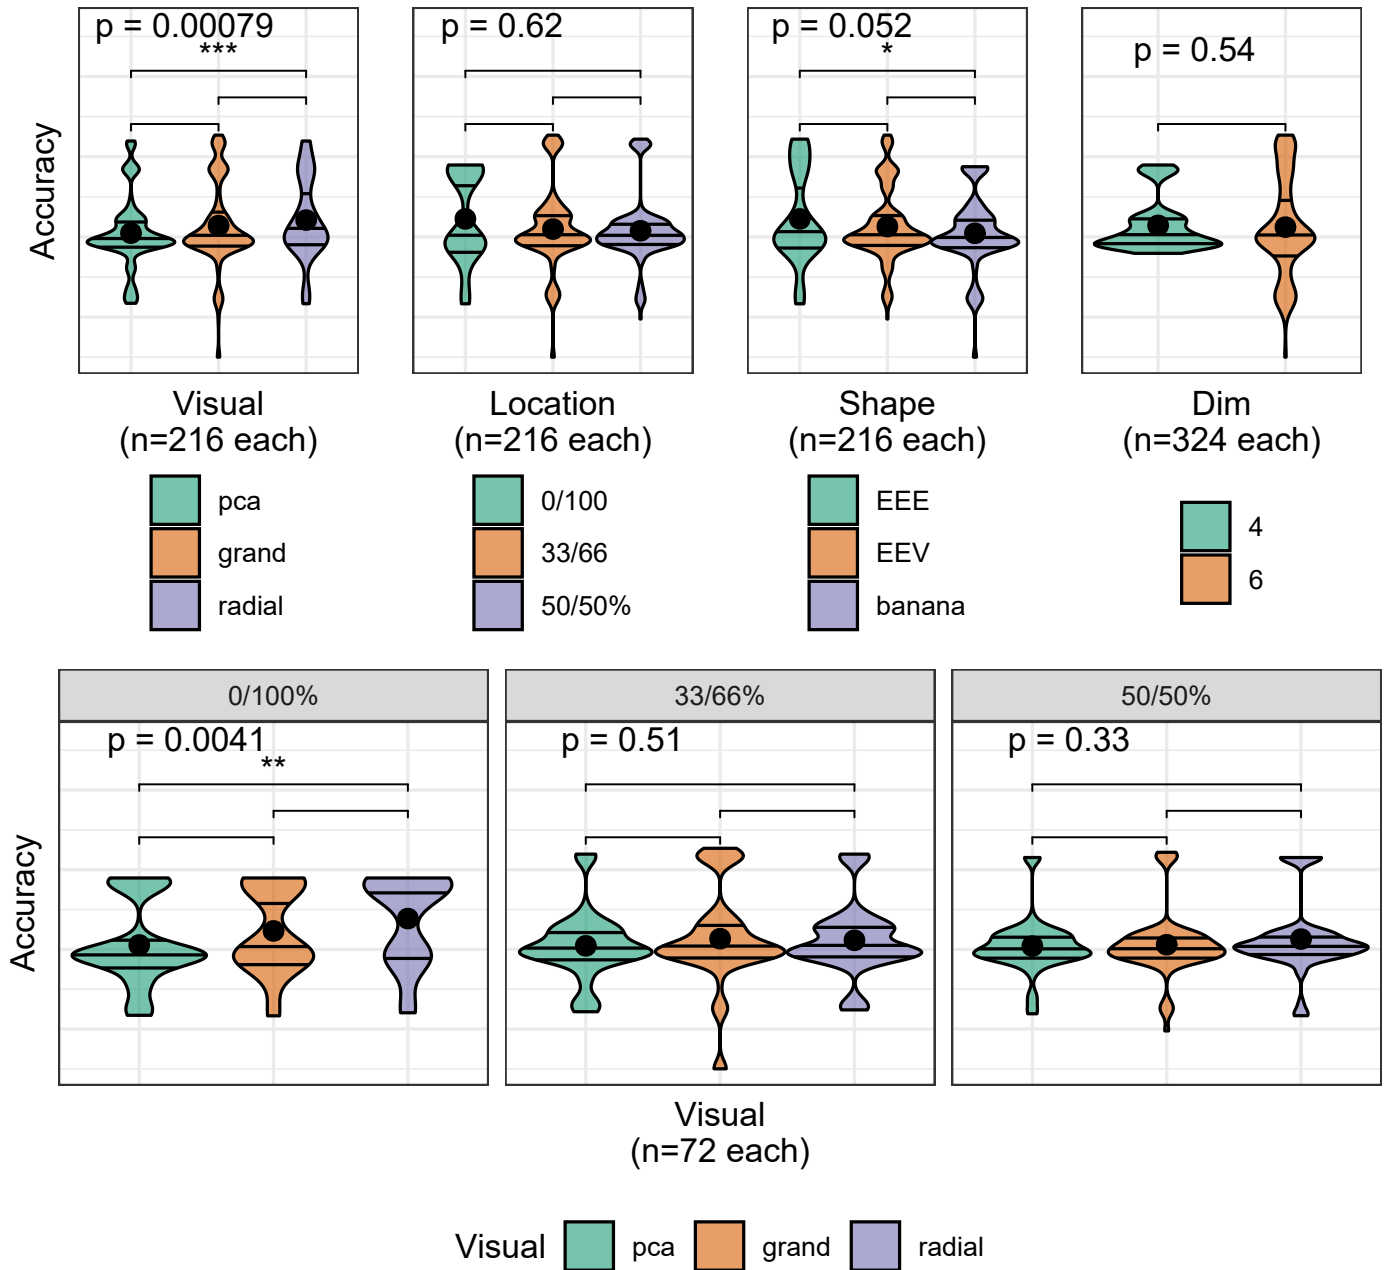 p = 0.00079
***
p = 0.62
p = 0.052
*
p = 0.54
Accuracy
Visual
(n=216 each)
Location
(n=216 each)
Shape
(n=216 each)
Dim
(n=324 each)
pca
grand
radial
0/100
33/66
50/50%
EEE
EEV
banana
4
6
0/100%
33/66%
50/50%
p = 0.0041
**
p = 0.51
p = 0.33
Accuracy
Visual
(n=72 each)
Visual pca grand radial